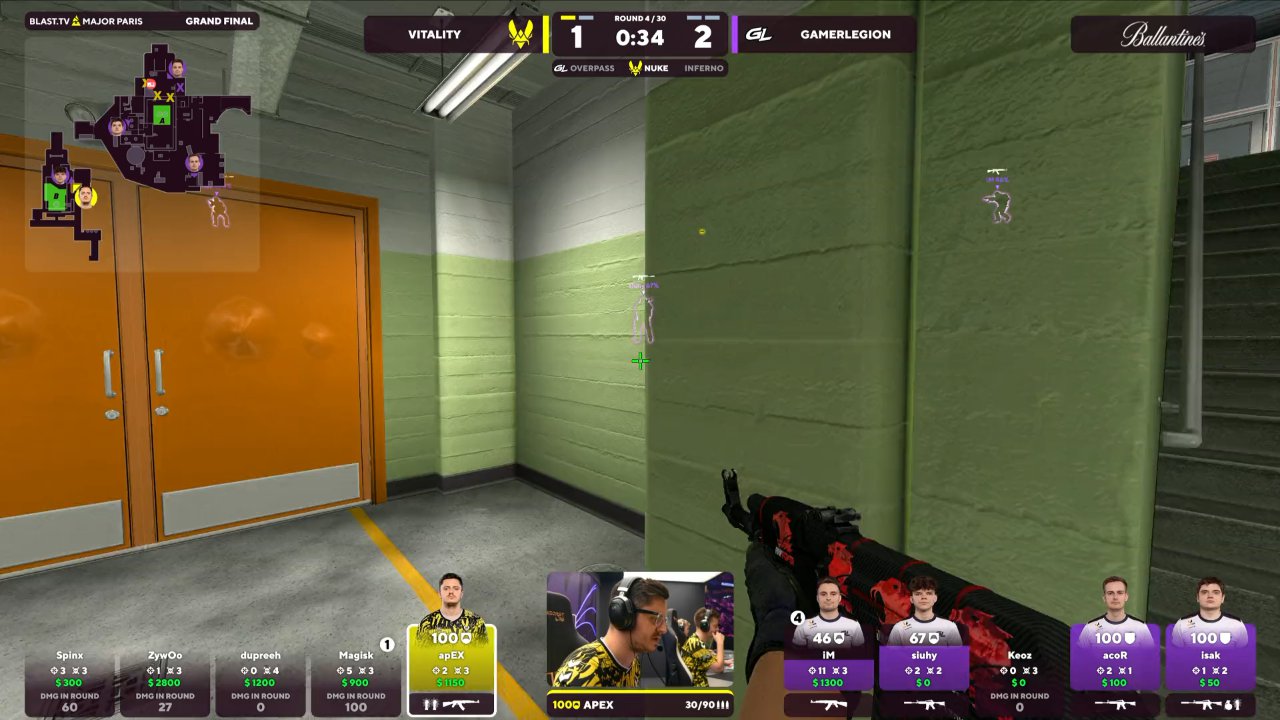 BLAST.TV MAJOR PARIS GRAND FINAL
VITALITY
1
ROUND 4 / 30
0:34
2
GL
GAMERLEGION
Ballantine's
GL OVERPASS NUKE INFERNO
A
B
67%
Spinx
3 3
$300
DMG IN ROUND
60
ZywOo
1 3
$2800
DMG IN ROUND
27
dupreeh
0 4
$1200
DMG IN ROUND
0
Magisk
5 3
$900
DMG IN ROUND
100
1
100
apEX
2 3
$1150
100 APEX 30/90
4
46
iM
11 3
$1300
67
siuhy
2 2
$0
Keoz
0 3
$0
DMG IN ROUND
0
100
acoR
2 1
$100
100
isak
1 2
$50